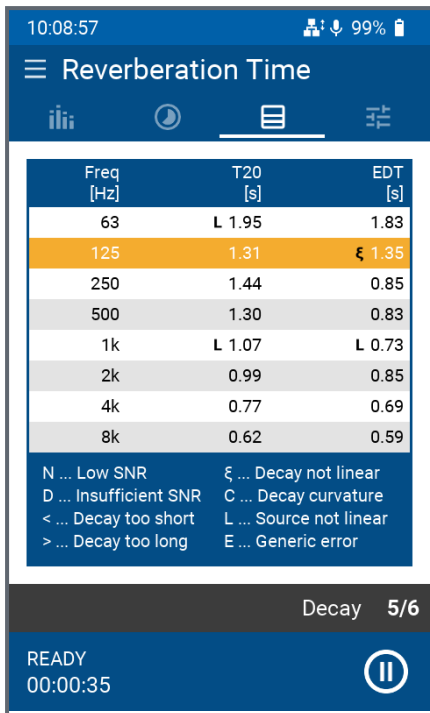 10:08:57 99%
Reverberation Time
Freq [Hz] T20 [s] EDT [s]
63 L 1.95 1.83
125 1.31 ξ 1.35
250 1.44 0.85
500 1.30 0.83
1k L 1.07 L 0.73
2k 0.99 0.85
4k 0.77 0.69
8k 0.62 0.59
N ... Low SNR ξ ... Decay not linear
D ... Insufficient SNR C ... Decay curvature
< ... Decay too short L ... Source not linear
> ... Decay too long E ... Generic error
Decay 5/6
READY
00:00:35